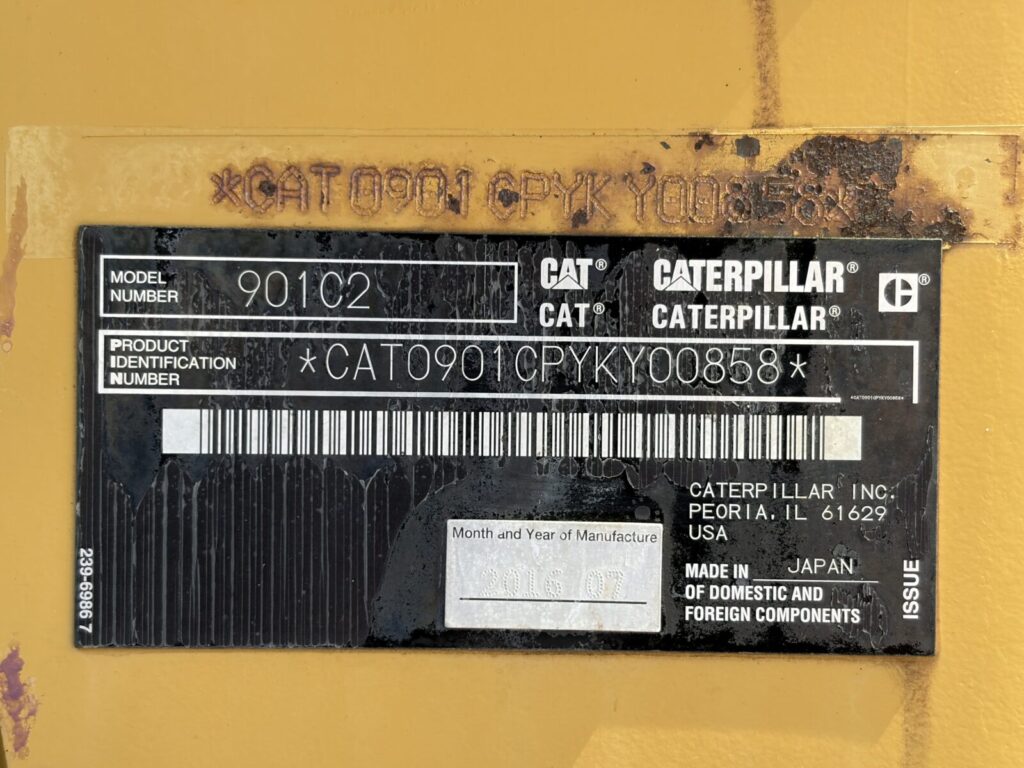 *CAT0901CPYKY00858*
MODEL NUMBER 901C2
CAT® CATERPILLAR®
CAT® CATERPILLAR®
PRODUCT IDENTIFICATION NUMBER *CAT0901CPYKY00858*
*CAT0901CPYKY00858*
CATERPILLAR INC.
PEORIA, IL 61629
USA
Month and Year of Manufacture
2016 07
MADE IN JAPAN
OF DOMESTIC AND
FOREIGN COMPONENTS
239-6986 7
ISSUE